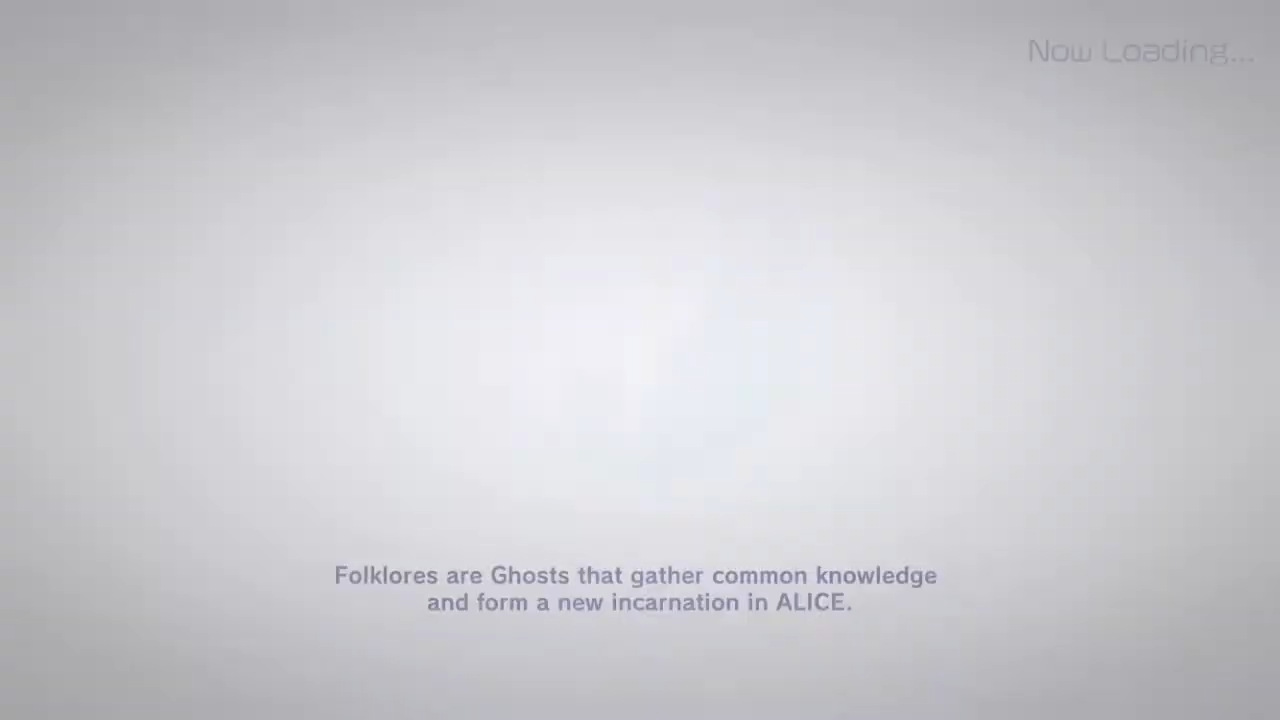 Now Loading...
Folklores are Ghosts that gather common knowledge
and form a new incarnation in ALICE.